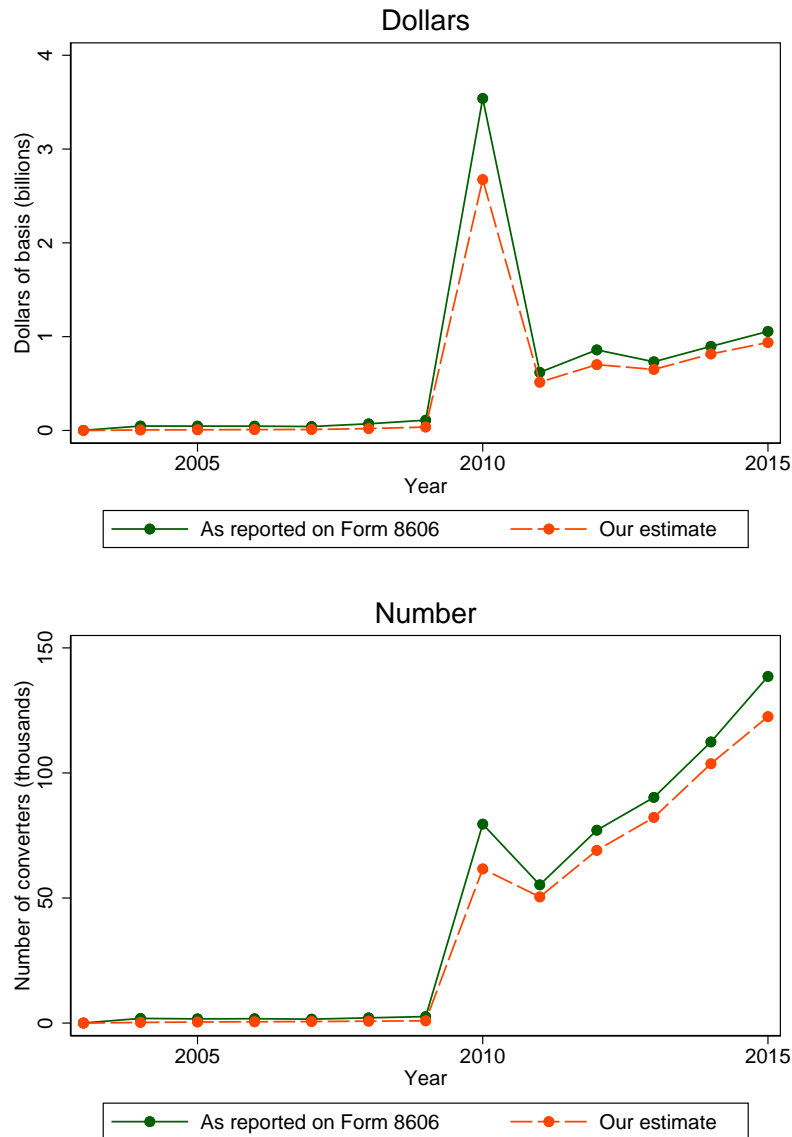 Dollars
4
3
2
1
0
Dollars of basis (billions)
2005
2010
2015
Year
As reported on Form 8606
Our estimate
Number
150
100
50
0
Number of converters (thousands)
2005
2010
2015
Year
As reported on Form 8606
Our estimate